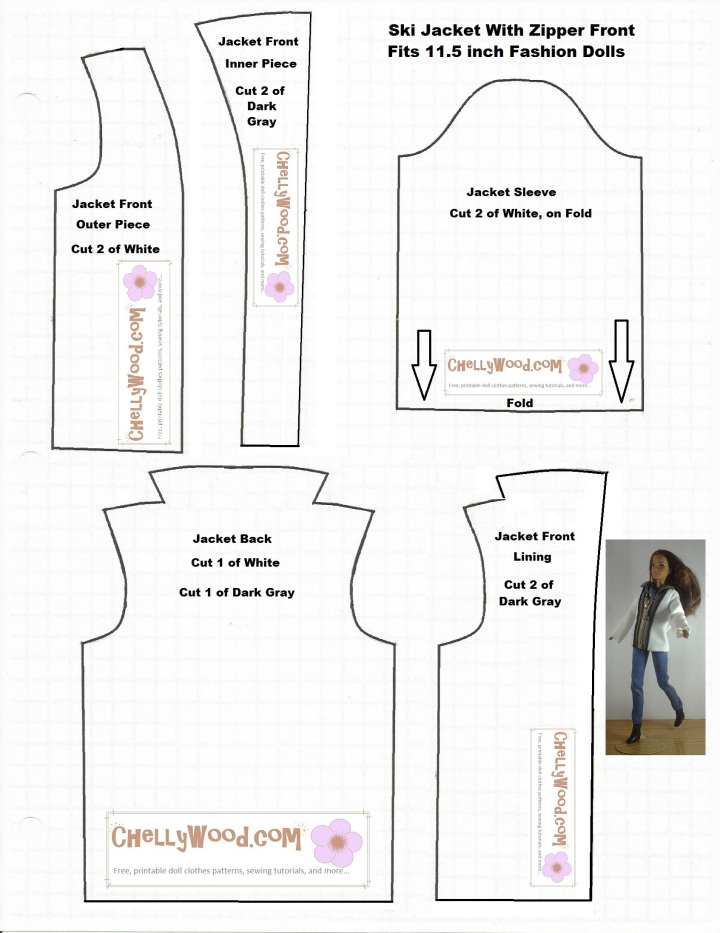 Ski Jacket With Zipper Front
Fits 11.5 inch Fashion Dolls
Jacket Front
Outer Piece
Cut 2 of White
CHellyWood.com
Free, printable doll clothes patterns, sewing tutorials, and more...
Jacket Front
Inner Piece
Cut 2 of
Dark
Gray
CHellyWood.com
Free, printable doll clothes patterns, sewing tutorials, and more...
Jacket Sleeve
Cut 2 of White, on Fold
CHellyWood.com
Free, printable doll clothes patterns, sewing tutorials, and more...
Fold
Jacket Back
Cut 1 of White
Cut 1 of Dark Gray
CHellyWood.com
Free, printable doll clothes patterns, sewing tutorials, and more...
Jacket Front
Lining
Cut 2 of
Dark Gray
CHellyWood.com
Free, printable doll clothes patterns, sewing tutorials, and more...